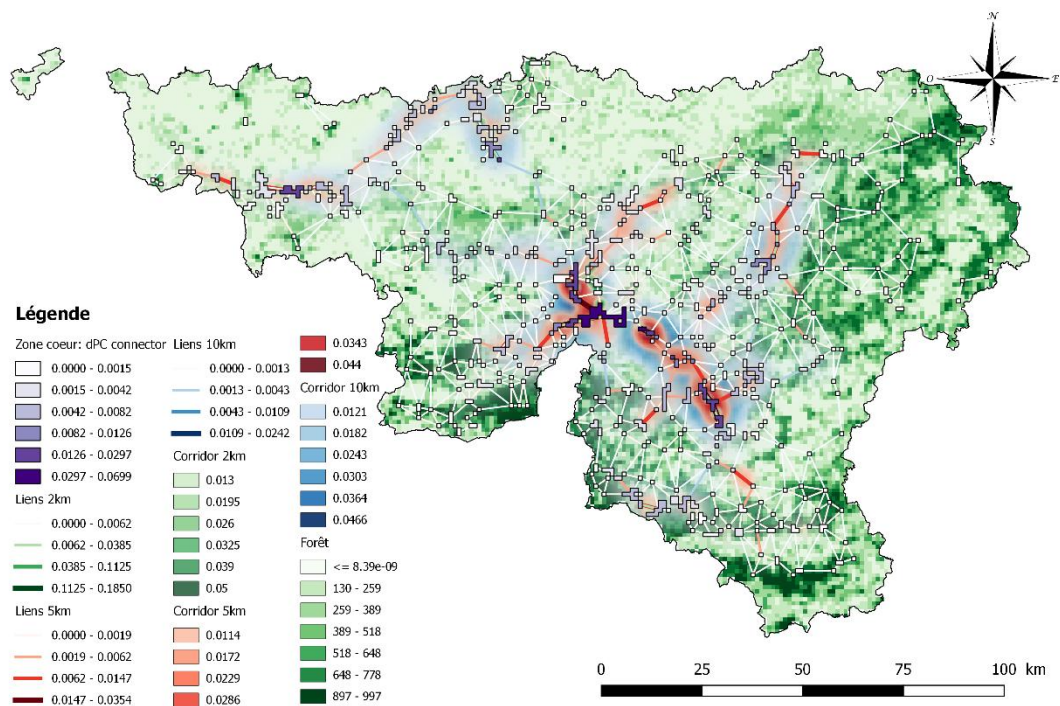 N
O
E
S
Légende
Zone coeur: dPC connector
0.0000 - 0.0015
0.0015 - 0.0042
0.0042 - 0.0082
0.0082 - 0.0126
0.0126 - 0.0297
0.0297 - 0.0699
Liens 2km
0.0000 - 0.0062
0.0062 - 0.0385
0.0385 - 0.1125
0.1125 - 0.1850
Liens 5km
0.0000 - 0.0019
0.0019 - 0.0062
0.0062 - 0.0147
0.0147 - 0.0354
Liens 10km
0.0000 - 0.0013
0.0013 - 0.0043
0.0043 - 0.0109
0.0109 - 0.0242
Corridor 2km
0.013
0.0195
0.026
0.0325
0.039
0.05
Corridor 5km
0.0114
0.0172
0.0229
0.0286
0.0343
0.044
Corridor 10km
0.0121
0.0182
0.0243
0.0303
0.0364
0.0466
Forêt
<= 8.39e-09
130 - 259
259 - 389
389 - 518
518 - 648
648 - 778
897 - 997
0 25 50 75 100 km